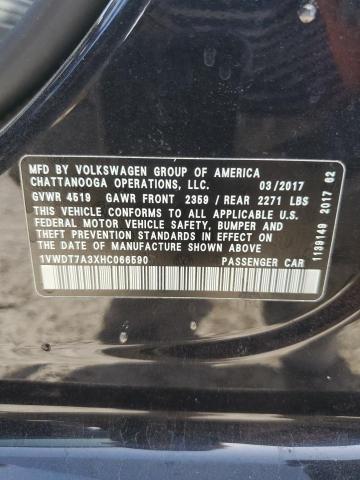 MFD BY VOLKSWAGEN GROUP OF AMERICA
CHATTANOOGA OPERATIONS, LLC. 03/2017
GVWR 4519 GAWR FRONT 2359 / REAR 2271 LBS
THIS VEHICLE CONFORMS TO ALL APPLICABLE U.S.
FEDERAL MOTOR VEHICLE SAFETY, BUMPER AND
THEFT PREVENTION STANDARDS IN EFFECT ON THE
DATE OF MANUFACTURE SHOWN ABOVE
1VWDT7A3XHC066590 PASSENGER CAR
1139149 2017 02